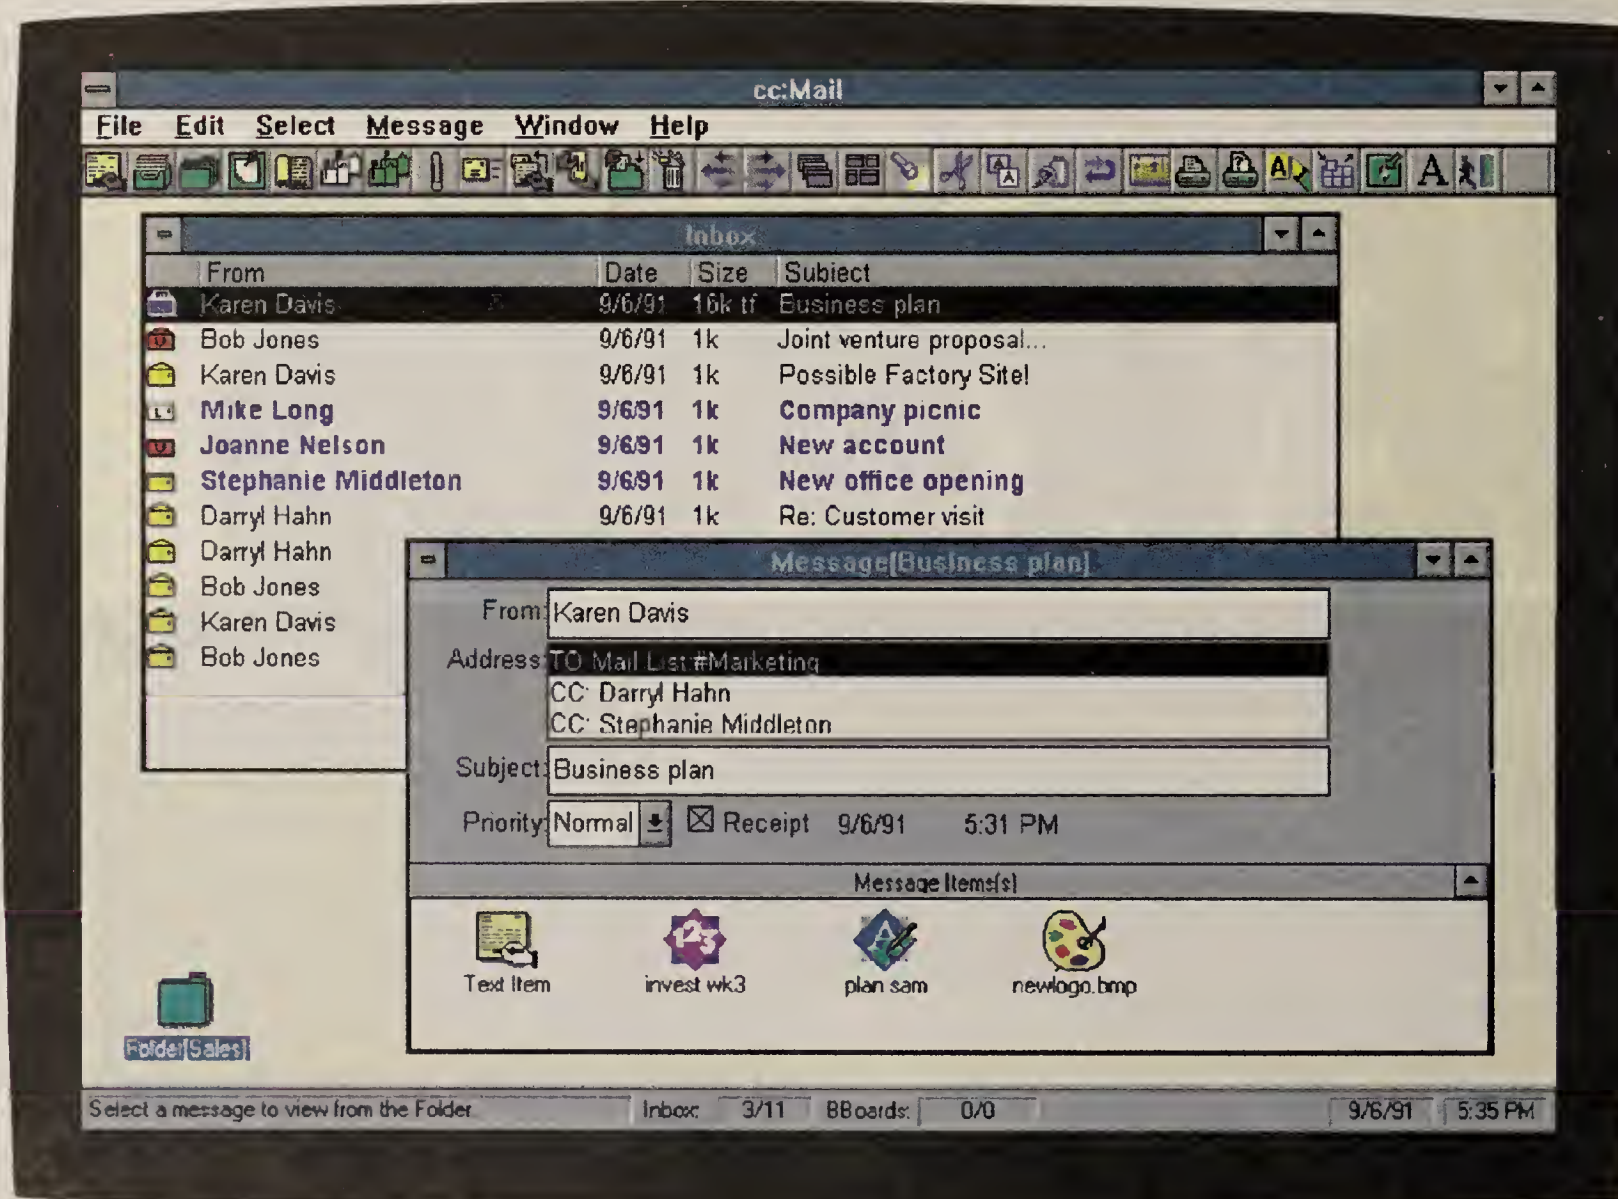 cc:Mail
File Edit Select Message Window Help
Inbox
From Date Size Subject
Karen Davis 9/6/91 16k tf Business plan
Bob Jones 9/6/91 1k Joint venture proposal...
Karen Davis 9/6/91 1k Possible Factory Site!
Mike Long 9/6/91 1k Company picnic
Joanne Nelson 9/6/91 1k New account
Stephanie Middleton 9/6/91 1k New office opening
Darryl Hahn 9/6/91 1k Re: Customer visit
Darryl Hahn
Bob Jones
Karen Davis
Bob Jones
Message[Business plan]
From: Karen Davis
Address: TO Mail List:#Marketing
CC: Darryl Hahn
CC: Stephanie Middleton
Subject: Business plan
Priority: Normal Receipt 9/6/91 5:31 PM
Message Items(s)
Text Item invest wk3 plan sam newlogo.bmp
Folder[Sales]
Select a message to view from the Folder. Inbox: 3/11 BBoards: 0/0 9/6/91 5:35 PM